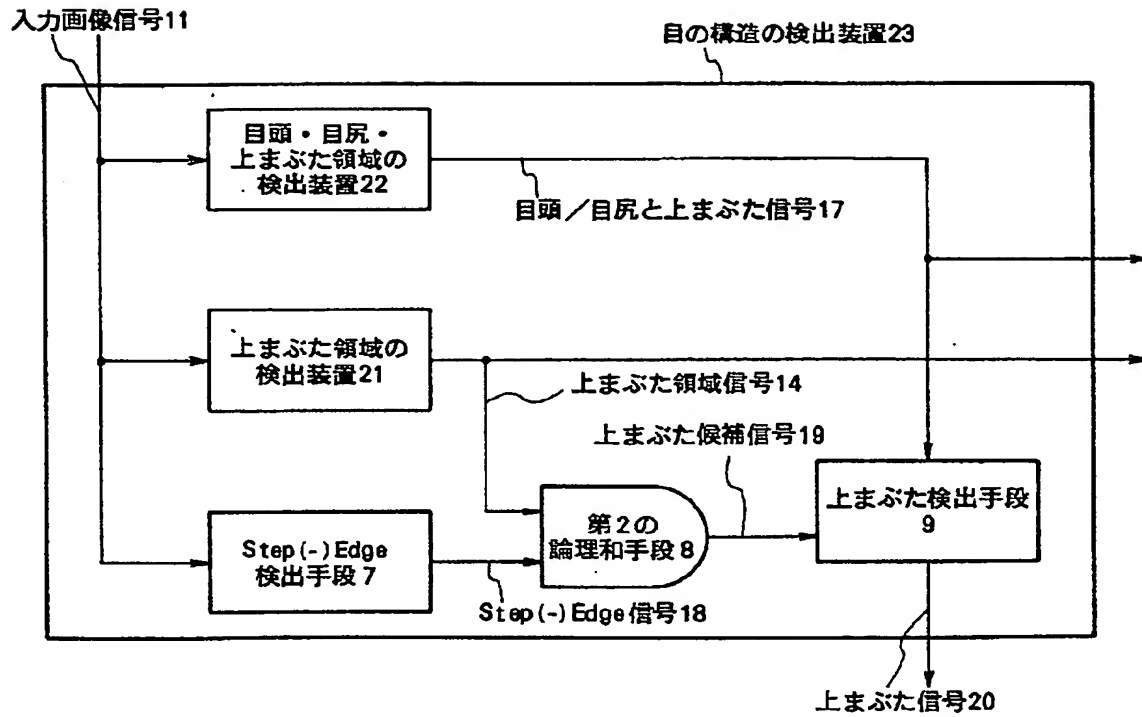 入力画像信号11
目の構造の検出装置23
目頭・目尻・
上まぶた領域の
検出装置22
目頭／目尻と上まぶた信号17
上まぶた領域の
検出装置21
上まぶた領域信号14
上まぶた候補信号19
上まぶた検出手段
9
第2の
論理和手段8
Step(-)Edge
検出手段7
Step(-)Edge信号18
上まぶた信号20